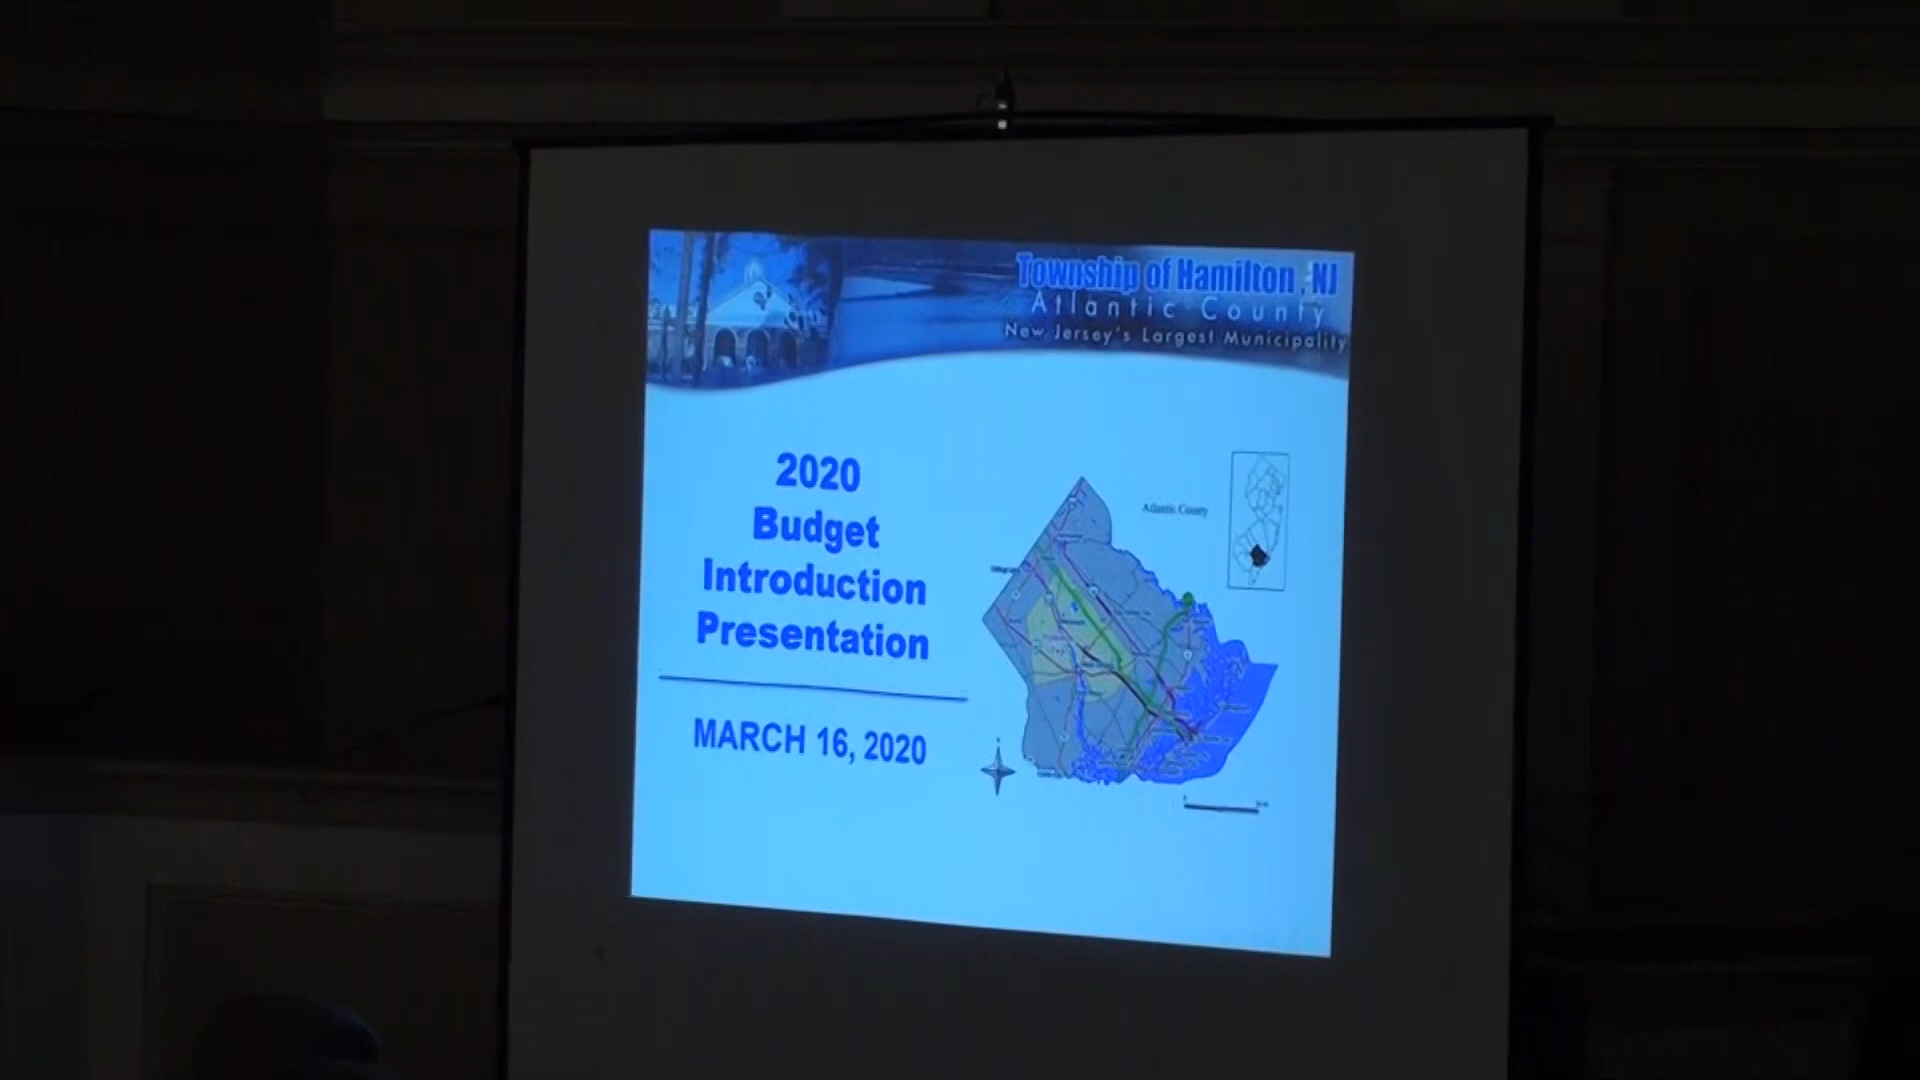 Township of Hamilton , NJ
Atlantic County
New Jersey's Largest Municipality
2020
Budget
Introduction
Presentation
MARCH 16, 2020
Atlantic County